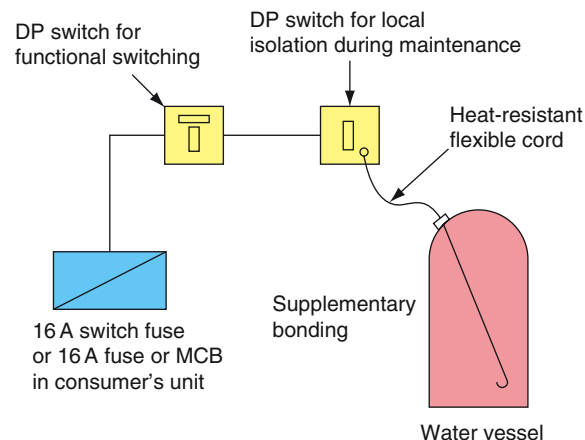 DP switch for
functional switching
DP switch for local
isolation during maintenance
Heat-resistant
flexible cord
16 A switch fuse
or 16 A fuse or MCB
in consumer's unit
Supplementary
bonding
Water vessel